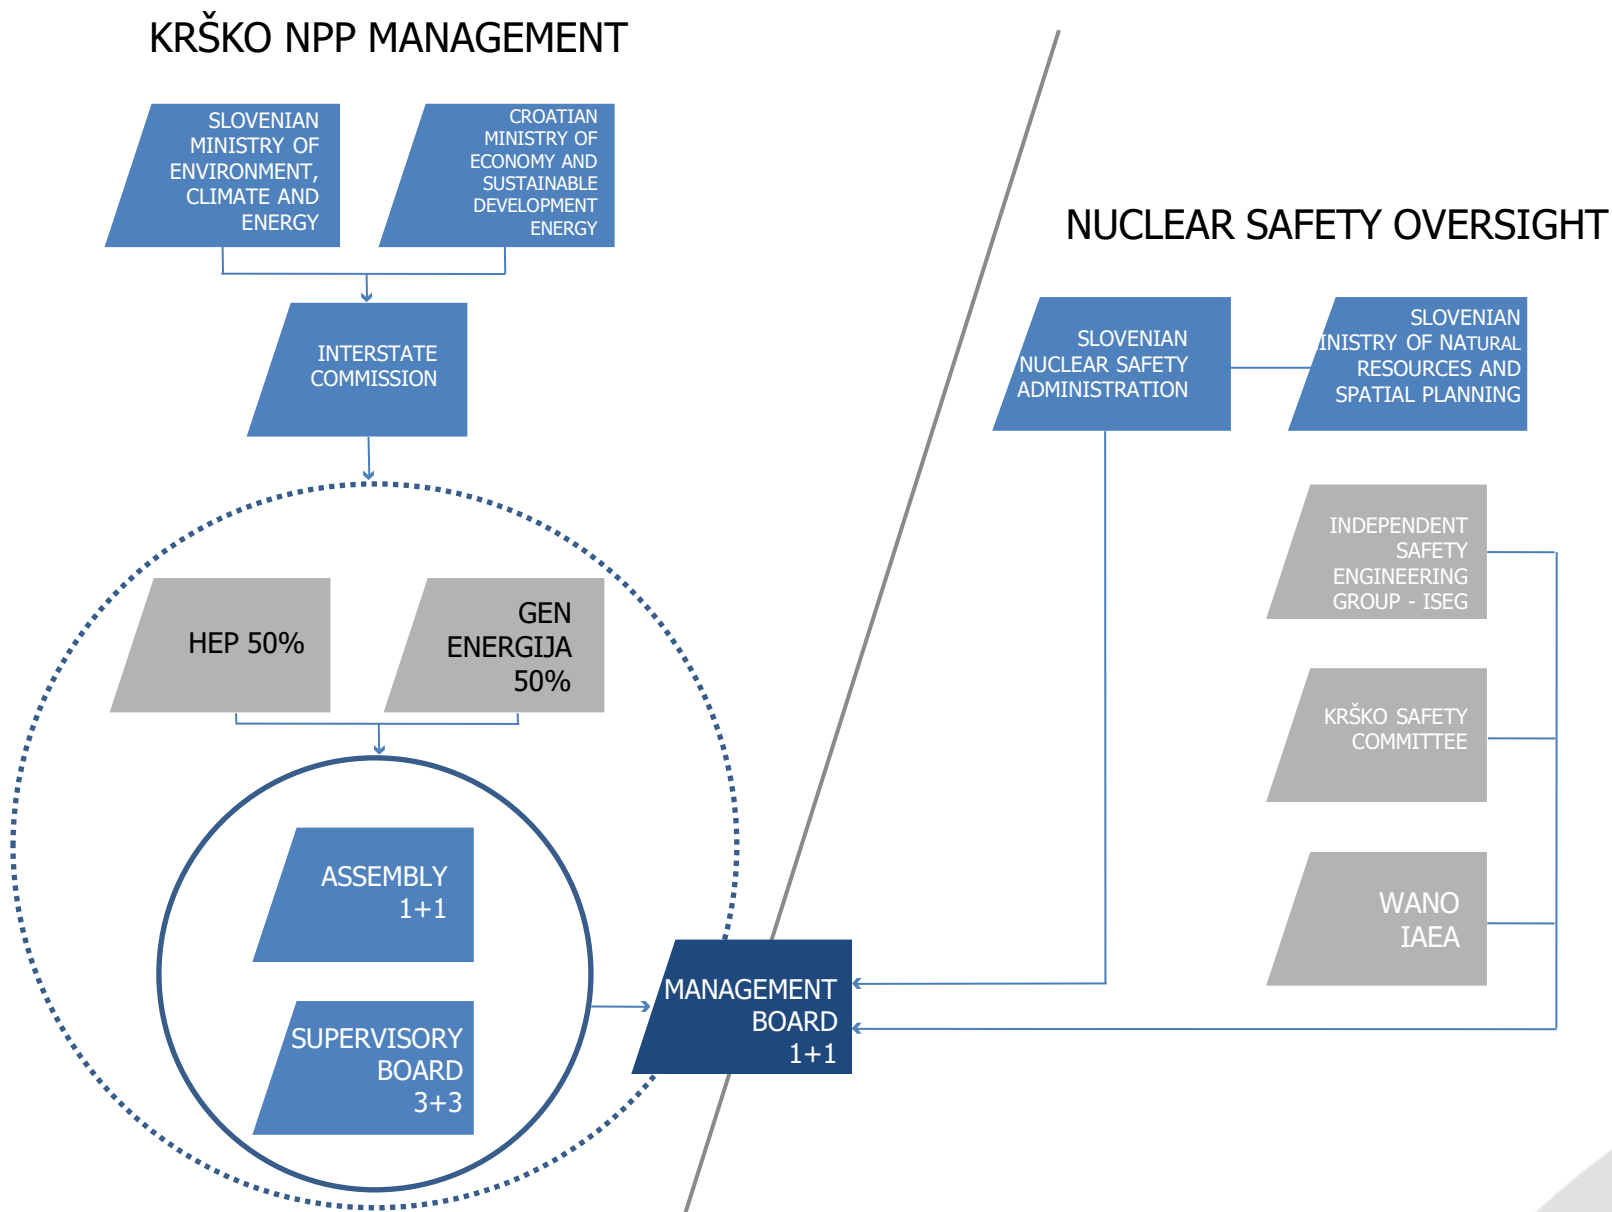 KRŠKO NPP MANAGEMENT
SLOVENIAN
MINISTRY OF
ENVIRONMENT,
CLIMATE AND
ENERGY
CROATIAN
MINISTRY OF
ECONOMY AND
SUSTAINABLE
DEVELOPMENT
ENERGY
INTERSTATE
COMMISSION
HEP 50%
GEN
ENERGIJA
50%
ASSEMBLY
1+1
SUPERVISORY
BOARD
3+3
MANAGEMENT
BOARD
1+1
NUCLEAR SAFETY OVERSIGHT
SLOVENIAN
NUCLEAR SAFETY
ADMINISTRATION
SLOVENIAN
INISTRY OF NATURAL
RESOURCES AND
SPATIAL PLANNING
INDEPENDENT
SAFETY
ENGINEERING
GROUP - ISEG
KRŠKO SAFETY
COMMITTEE
WANO
IAEA